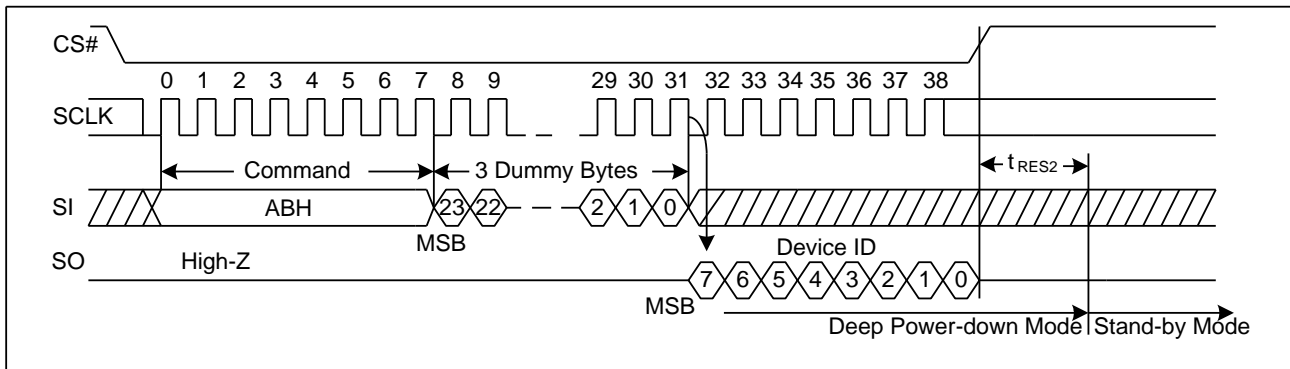 CS#
0 1 2 3 4 5 6 7 8 9 29 30 31 32 33 34 35 36 37 38
SCLK
Command 3 Dummy Bytes tRES2
SI ABH 23 22 2 1 0
MSB
SO High-Z Device ID
7 6 5 4 3 2 1 0
MSB
Deep Power-down Mode Stand-by Mode